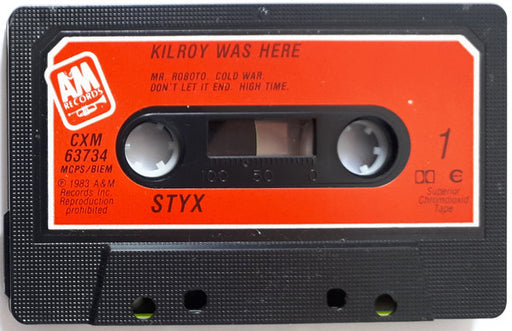 KILROY WAS HERE
MR. ROBOTO. COLD WAR.
DON'T LET IT END. HIGH TIME.
A&M
RECORDS
CXM
63734
MCPS/BIEM
℗ 1983 A&M
Records Inc.
Reproduction
prohibited
100 50 0
1
Superior
Chromdioxid
Tape
STYX